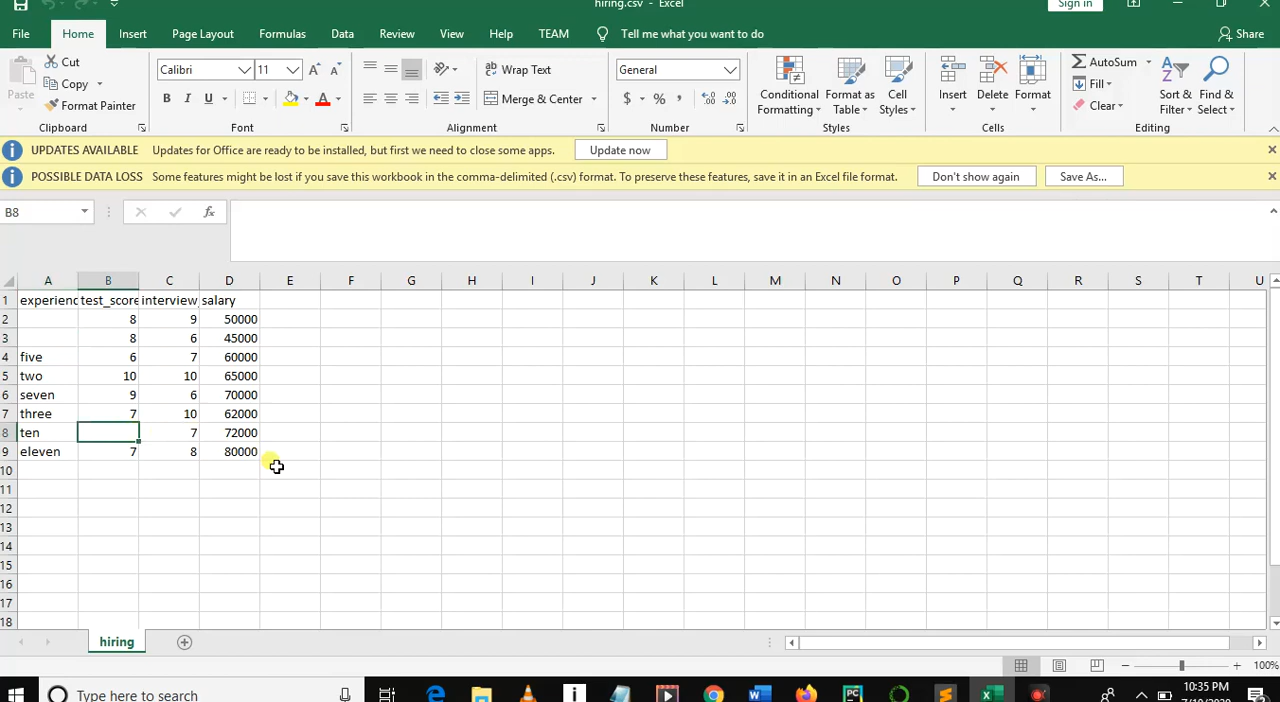 hiring.csv - Excel
Sign in
File Home Insert Page Layout Formulas Data Review View Help TEAM Tell me what you want to do Share
Paste Cut Copy Format Painter
Calibri 11
B I U A
Wrap Text
Merge & Center
General
$ % ,
Conditional Formatting
Format as Table
Cell Styles
Insert Delete Format
AutoSum
Fill
Clear
Sort & Filter
Find & Select
Clipboard Font Alignment Number Styles Cells Editing
UPDATES AVAILABLE Updates for Office are ready to be installed, but first we need to close some apps. Update now
POSSIBLE DATA LOSS Some features might be lost if you save this workbook in the comma-delimited (.csv) format. To preserve these features, save it in an Excel file format. Don't show again Save As...
B8 fx
A B C D E F G H I J K L M N O P Q R S T U
1 experienc test_score interview_ salary
2 8 9 50000
3 8 6 45000
4 five 6 7 60000
5 two 10 10 65000
6 seven 9 6 70000
7 three 7 10 62000
8 ten 7 72000
9 eleven 7 8 80000
10
11
12
13
14
15
16
17
18
hiring
100%
Type here to search
10:35 PM